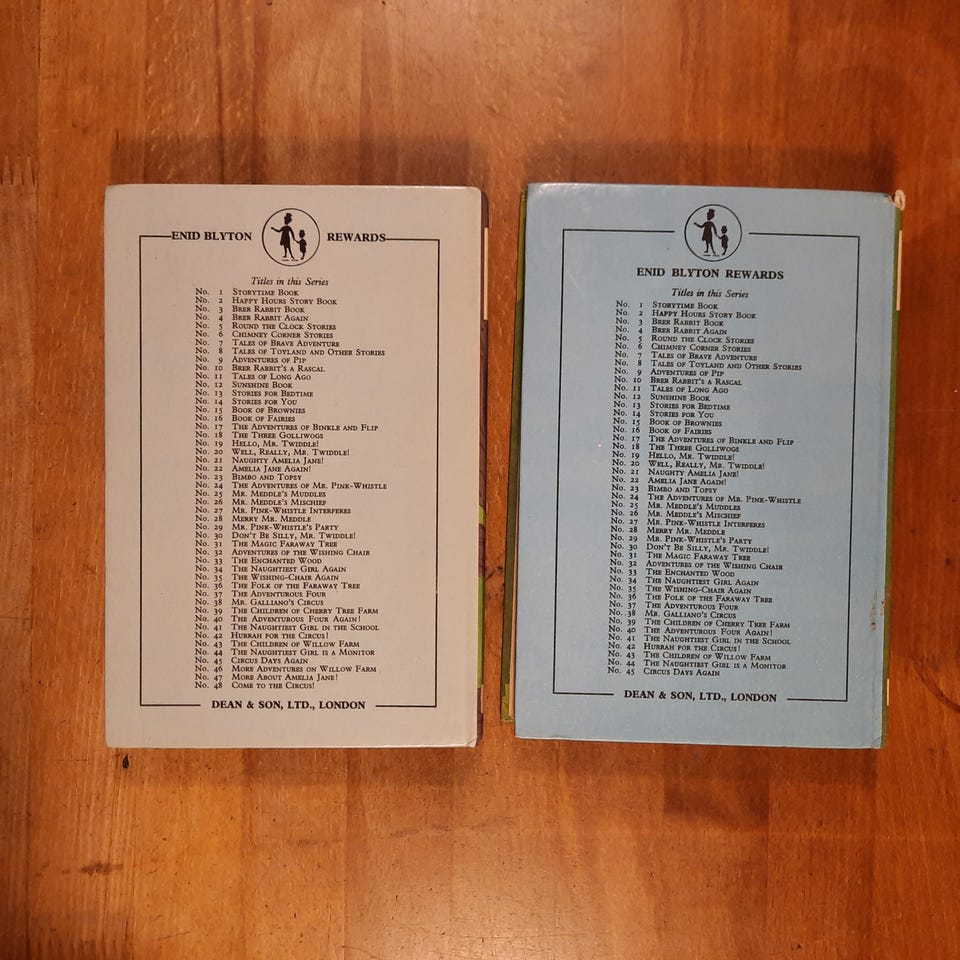 ENID BLYTON REWARDS
Titles in this Series
No. 1 STORYTIME BOOK
No. 2 HAPPY HOURS STORY BOOK
No. 3 BRER RABBIT BOOK
No. 4 BRER RABBIT AGAIN
No. 5 ROUND THE CLOCK STORIES
No. 6 CHIMNEY CORNER STORIES
No. 7 TALES OF BRAVE ADVENTURE
No. 8 TALES OF TOYLAND AND OTHER STORIES
No. 9 ADVENTURES OF PIP
No. 10 BRER RABBIT'S A RASCAL
No. 11 TALES OF LONG AGO
No. 12 SUNSHINE BOOK
No. 13 STORIES FOR BEDTIME
No. 14 STORIES FOR YOU
No. 15 BOOK OF BROWNIES
No. 16 BOOK OF FAIRIES
No. 17 THE ADVENTURES OF BINKLE AND FLIP
No. 18 THE THREE GOLLIWOGS
No. 19 HELLO, MR. TWIDDLE!
No. 20 WELL, REALLY, MR. TWIDDLE!
No. 21 NAUGHTY AMELIA JANE!
No. 22 AMELIA JANE AGAIN!
No. 23 BIMBO AND TOPSY
No. 24 THE ADVENTURES OF MR. PINK-WHISTLE
No. 25 MR. MEDDLE'S MUDDLES
No. 26 MR. MEDDLE'S MISCHIEF
No. 27 MR. PINK-WHISTLE INTERFERES
No. 28 MERRY MR. MEDDLE
No. 29 MR. PINK-WHISTLE'S PARTY
No. 30 DON'T BE SILLY, MR. TWIDDLE!
No. 31 THE MAGIC FARAWAY TREE
No. 32 ADVENTURES OF THE WISHING CHAIR
No. 33 THE ENCHANTED WOOD
No. 34 THE NAUGHTIEST GIRL AGAIN
No. 35 THE WISHING-CHAIR AGAIN
No. 36 THE FOLK OF THE FARAWAY TREE
No. 37 THE ADVENTUROUS FOUR
No. 38 MR. GALLIANO'S CIRCUS
No. 39 THE CHILDREN OF CHERRY TREE FARM
No. 40 THE ADVENTUROUS FOUR AGAIN!
No. 41 THE NAUGHTIEST GIRL IN THE SCHOOL
No. 42 HURRAH FOR THE CIRCUS!
No. 43 THE CHILDREN OF WILLOW FARM
No. 44 THE NAUGHTIEST GIRL IS A MONITOR
No. 45 CIRCUS DAYS AGAIN
No. 46 MORE ADVENTURES ON WILLOW FARM
No. 47 MORE ABOUT AMELIA JANE!
No. 48 COME TO THE CIRCUS!
DEAN & SON, LTD., LONDON
ENID BLYTON REWARDS
Titles in this Series
No. 1 STORYTIME BOOK
No. 2 HAPPY HOURS STORY BOOK
No. 3 BRER RABBIT BOOK
No. 4 BRER RABBIT AGAIN
No. 5 ROUND THE CLOCK STORIES
No. 6 CHIMNEY CORNER STORIES
No. 7 TALES OF BRAVE ADVENTURE
No. 8 TALES OF TOYLAND AND OTHER STORIES
No. 9 ADVENTURES OF PIP
No. 10 BRER RABBIT'S A RASCAL
No. 11 TALES OF LONG AGO
No. 12 SUNSHINE BOOK
No. 13 STORIES FOR BEDTIME
No. 14 STORIES FOR YOU
No. 15 BOOK OF BROWNIES
No. 16 BOOK OF FAIRIES
No. 17 THE ADVENTURES OF BINKLE AND FLIP
No. 18 THE THREE GOLLIWOGS
No. 19 HELLO, MR. TWIDDLE!
No. 20 WELL, REALLY, MR. TWIDDLE!
No. 21 NAUGHTY AMELIA JANE!
No. 22 AMELIA JANE AGAIN!
No. 23 BIMBO AND TOPSY
No. 24 THE ADVENTURES OF MR. PINK-WHISTLE
No. 25 MR. MEDDLE'S MUDDLES
No. 26 MR. MEDDLE'S MISCHIEF
No. 27 MR. PINK-WHISTLE INTERFERES
No. 28 MERRY MR. MEDDLE
No. 29 MR. PINK-WHISTLE'S PARTY
No. 30 DON'T BE SILLY, MR. TWIDDLE!
No. 31 THE MAGIC FARAWAY TREE
No. 32 ADVENTURES OF THE WISHING CHAIR
No. 33 THE ENCHANTED WOOD
No. 34 THE NAUGHTIEST GIRL AGAIN
No. 35 THE WISHING-CHAIR AGAIN
No. 36 THE FOLK OF THE FARAWAY TREE
No. 37 THE ADVENTUROUS FOUR
No. 38 MR. GALLIANO'S CIRCUS
No. 39 THE CHILDREN OF CHERRY TREE FARM
No. 40 THE ADVENTUROUS FOUR AGAIN!
No. 41 THE NAUGHTIEST GIRL IN THE SCHOOL
No. 42 HURRAH FOR THE CIRCUS!
No. 43 THE CHILDREN OF WILLOW FARM
No. 44 THE NAUGHTIEST GIRL IS A MONITOR
No. 45 CIRCUS DAYS AGAIN
DEAN & SON, LTD., LONDON